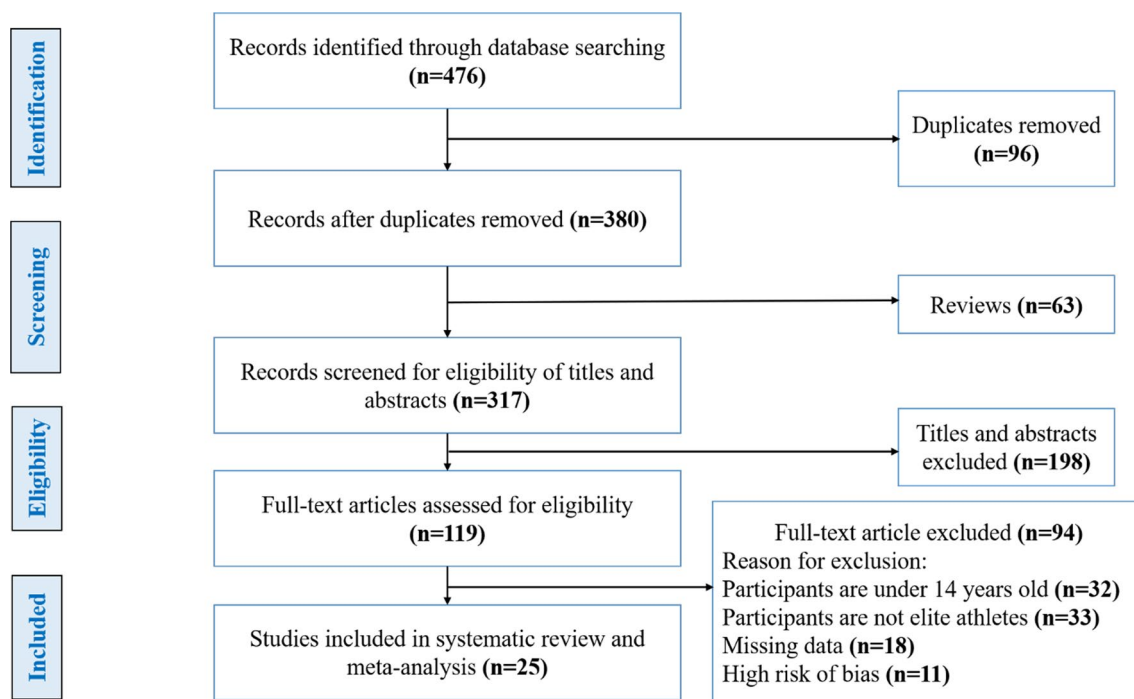 Identification
Records identified through database searching
(n=476)
Duplicates removed
(n=96)
Records after duplicates removed (n=380)
Screening
Reviews (n=63)
Records screened for eligibility of titles and
abstracts (n=317)
Eligibility
Titles and abstracts
excluded (n=198)
Full-text articles assessed for eligibility
(n=119)
Full-text article excluded (n=94)
Reason for exclusion:
Participants are under 14 years old (n=32)
Participants are not elite athletes (n=33)
Missing data (n=18)
High risk of bias (n=11)
Included
Studies included in systematic review and
meta-analysis (n=25)